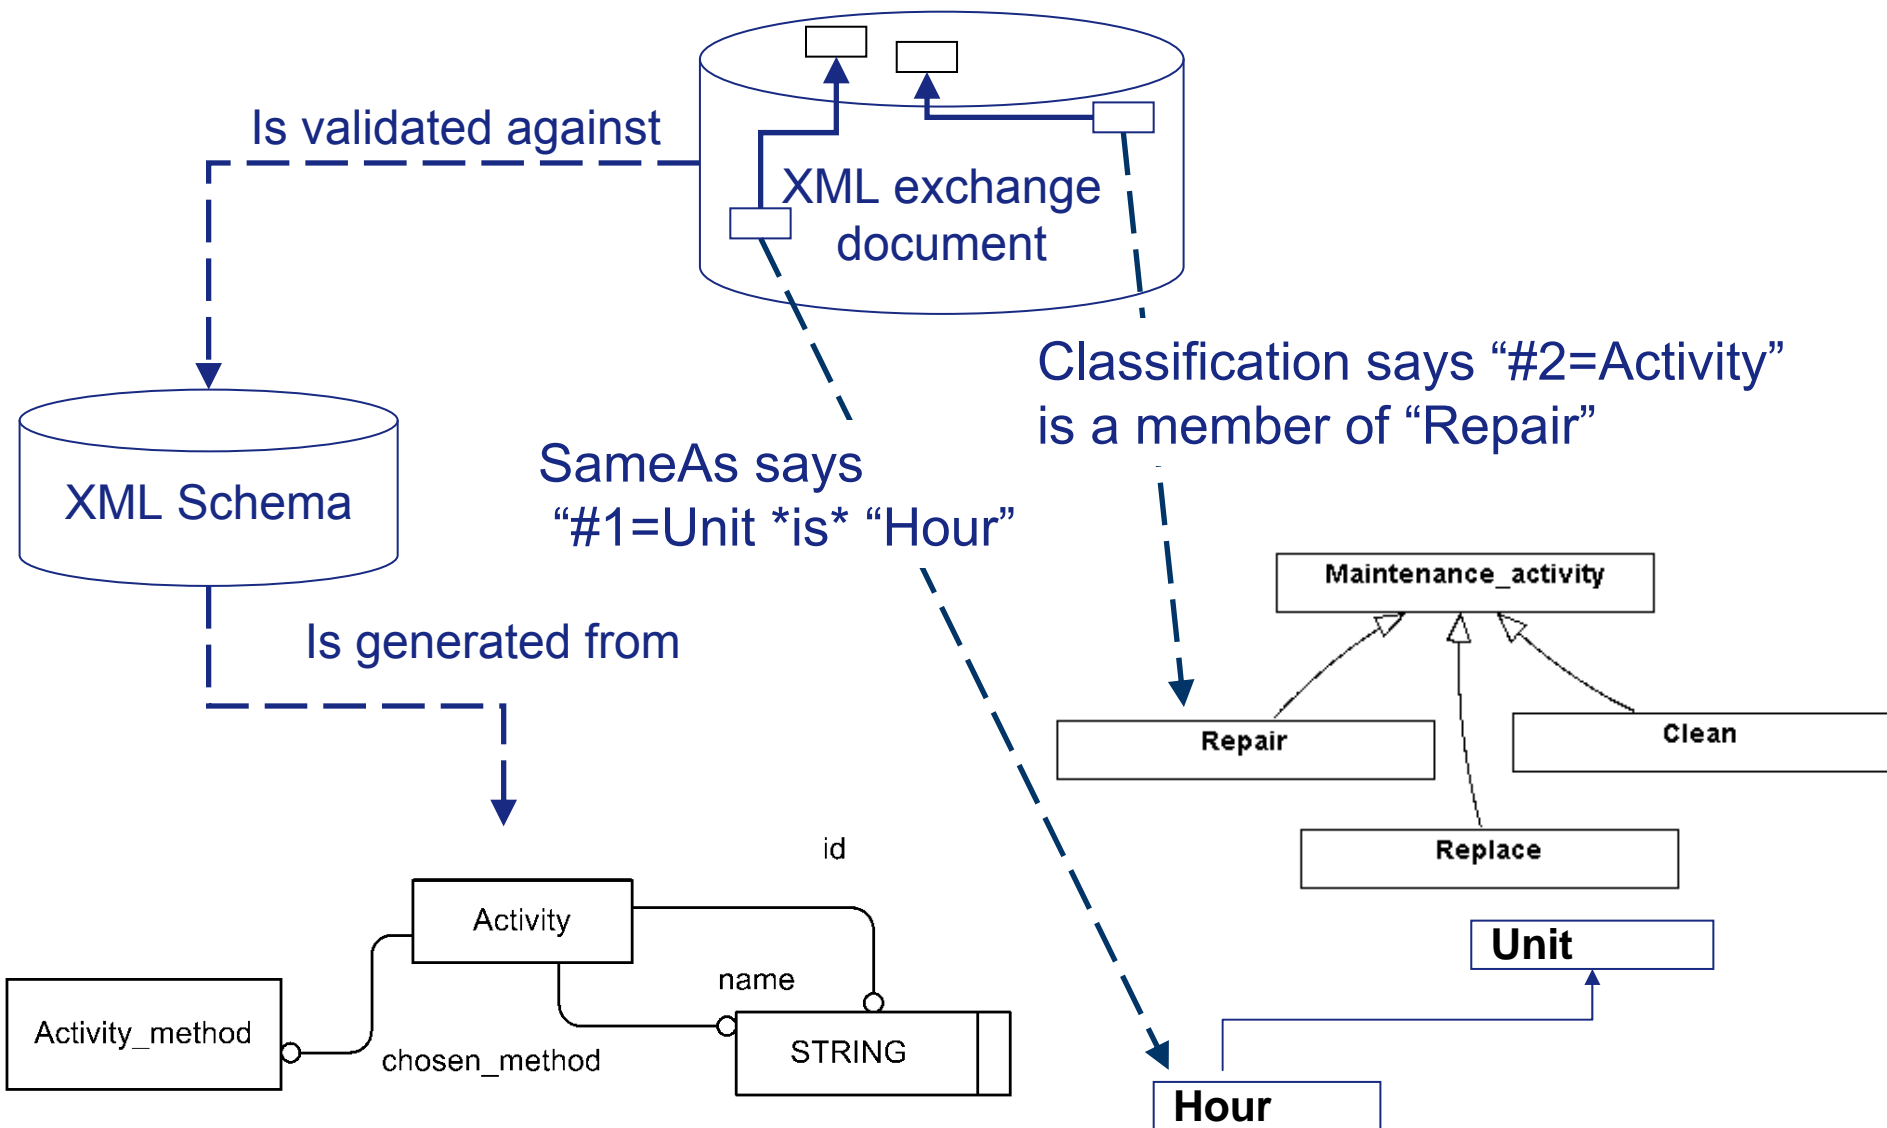 Is validated against
XML exchange
document
Classification says “#2=Activity”
is a member of “Repair”
SameAs says
“#1=Unit *is* “Hour”
XML Schema
Is generated from
Maintenance_activity
Repair
Clean
Replace
id
Activity
name
Activity_method
chosen_method
STRING
Unit
Hour